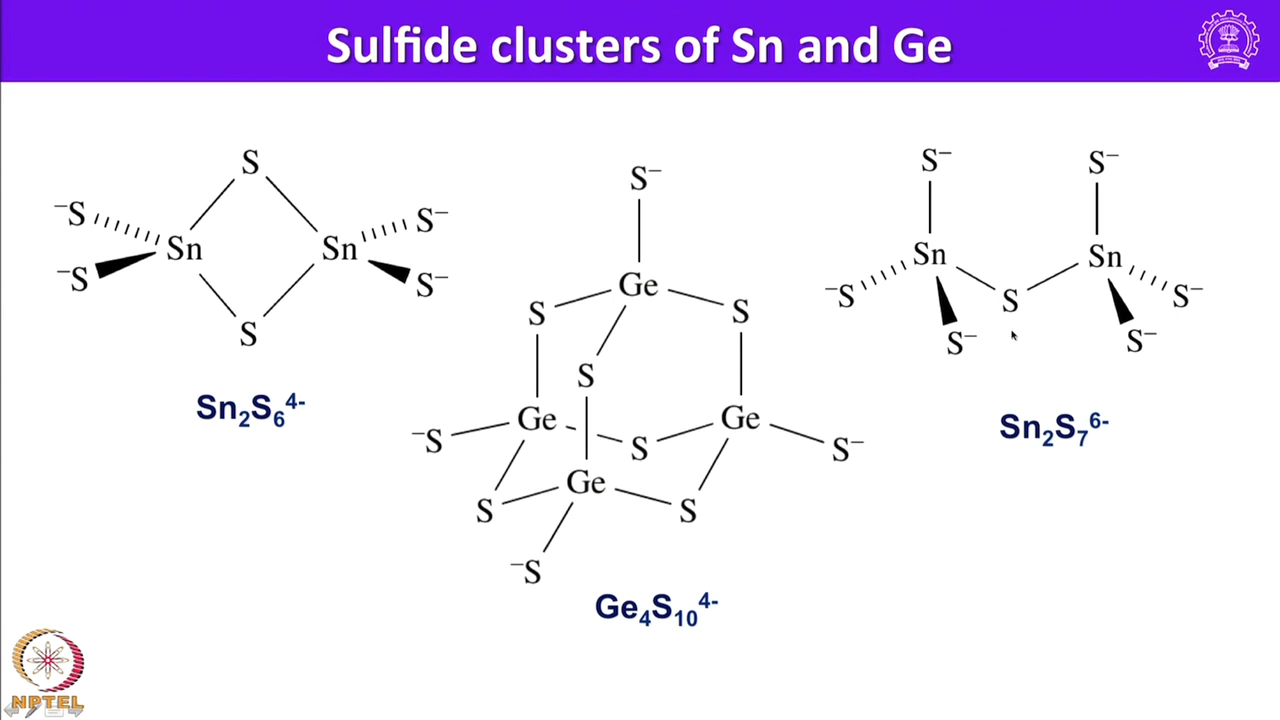 Sulfide clusters of Sn and Ge
S
⁻S
Sn
Sn
S⁻
⁻S
S⁻
S
Sn₂S₆⁴⁻
S⁻
Ge
S
S
S
Ge
Ge
⁻S
S
S⁻
Ge
S
S
⁻S
Ge₄S₁₀⁴⁻
S⁻
S⁻
Sn
Sn
⁻S
S
S⁻
S⁻
S⁻
Sn₂S₇⁶⁻
NPTEL